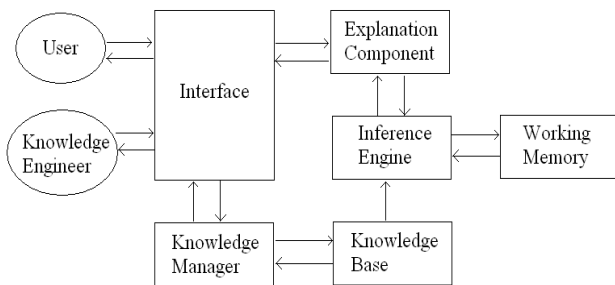 User
Interface
Explanation
Component
Knowledge
Engineer
Inference
Engine
Working
Memory
Knowledge
Manager
Knowledge
Base